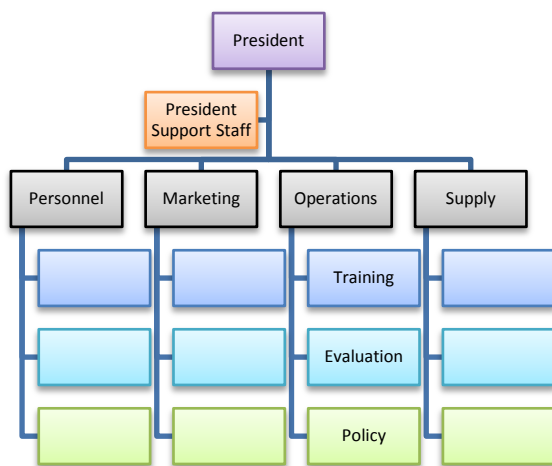 President
President
Support Staff
Personnel
Marketing
Operations
Supply
Training
Evaluation
Policy